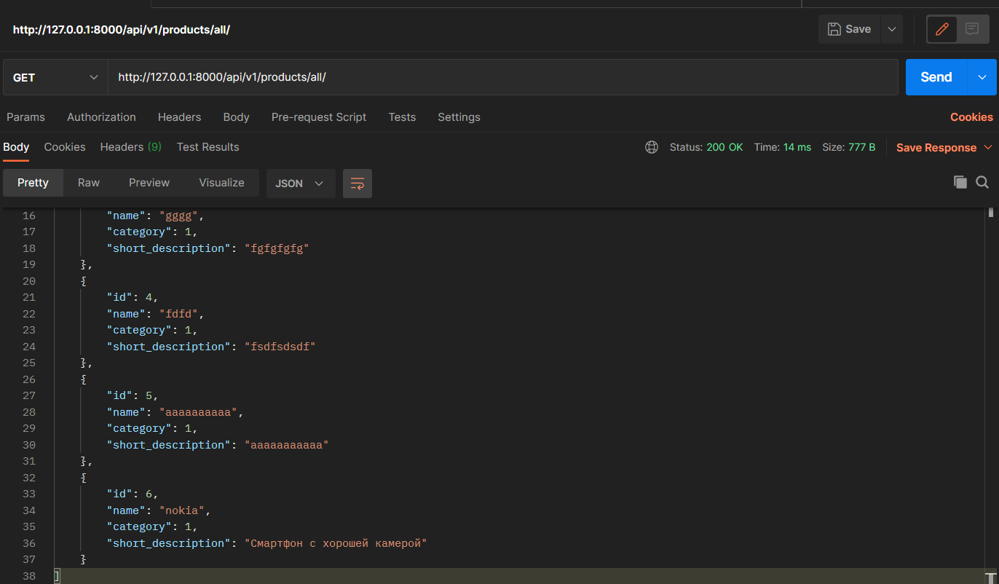 http://127.0.0.1:8000/api/v1/products/all/
Save
GET
http://127.0.0.1:8000/api/v1/products/all/
Send
Params Authorization Headers Body Pre-request Script Tests Settings Cookies
Body Cookies Headers (9) Test Results Status: 200 OK Time: 14 ms Size: 777 B Save Response
Pretty Raw Preview Visualize JSON
16 "name": "gggg",
17 "category": 1,
18 "short_description": "fgfgfgfg"
19 },
20 {
21 "id": 4,
22 "name": "fdfd",
23 "category": 1,
24 "short_description": "fsdfsdsdf"
25 },
26 {
27 "id": 5,
28 "name": "aaaaaaaaaa",
29 "category": 1,
30 "short_description": "aaaaaaaaaaa"
31 },
32 {
33 "id": 6,
34 "name": "nokia",
35 "category": 1,
36 "short_description": "Смартфон с хорошей камерой"
37 }
38 ]